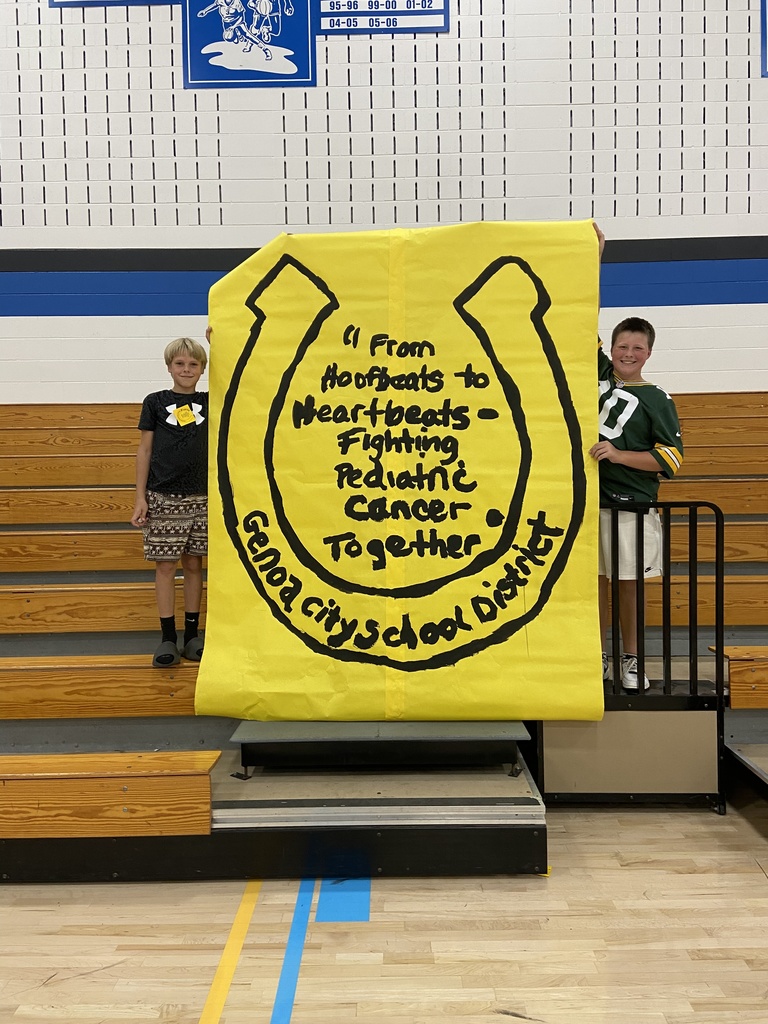 95-96 99-00 01-02
04-05 05-06
"From
Hoofbeats to
Heartbeats-
Fighting
Pediatric
Cancer
Together.
Genoa city School District
0